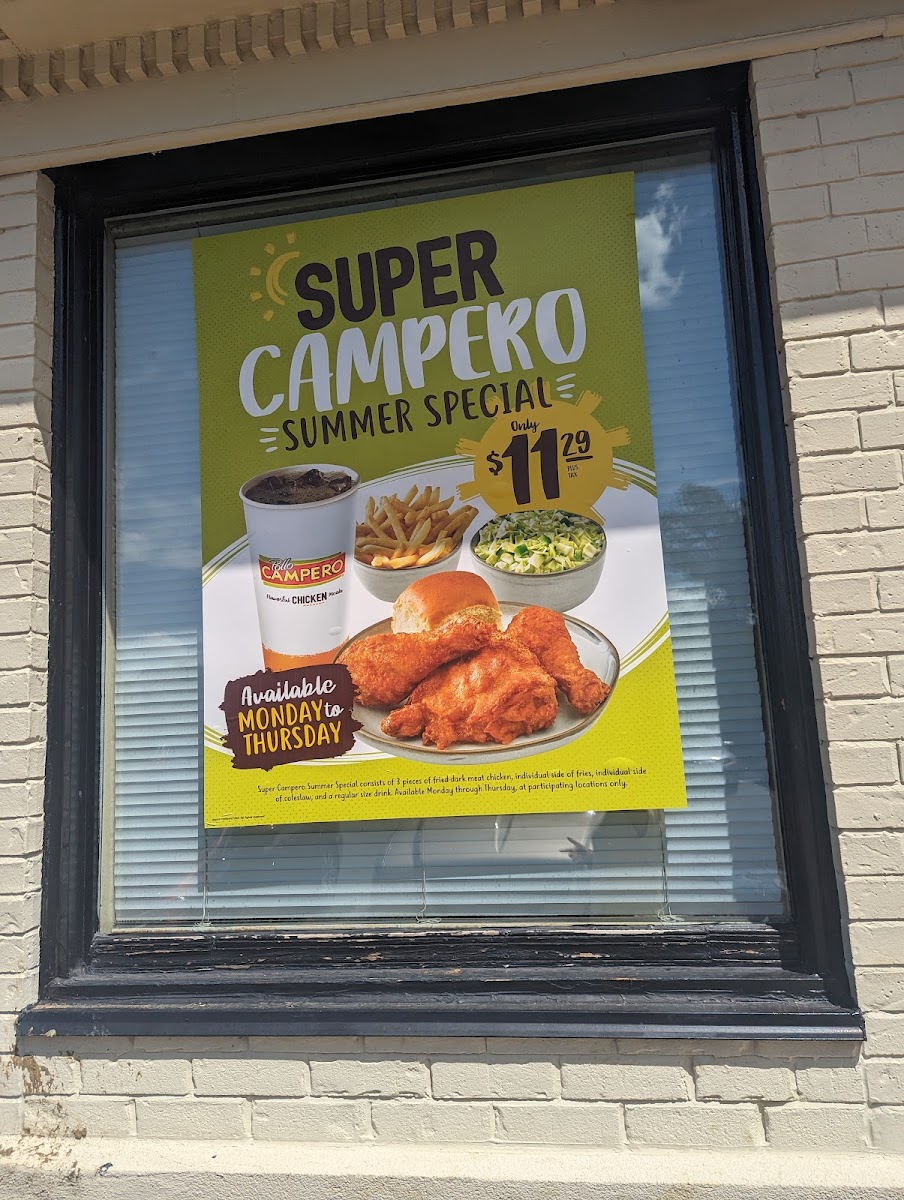 SUPER
CAMPERO
SUMMER SPECIAL
Only
$11 29
PLUS
TAX
Pollo
CAMPERO
Flavorful CHICKEN Meals
Available
MONDAY to
THURSDAY
Super Campero Summer Special consists of 3 pieces of fried dark meat chicken, individual side of fries, individual side
of coleslaw, and a regular size drink. Available Monday through Thursday, at participating locations only.